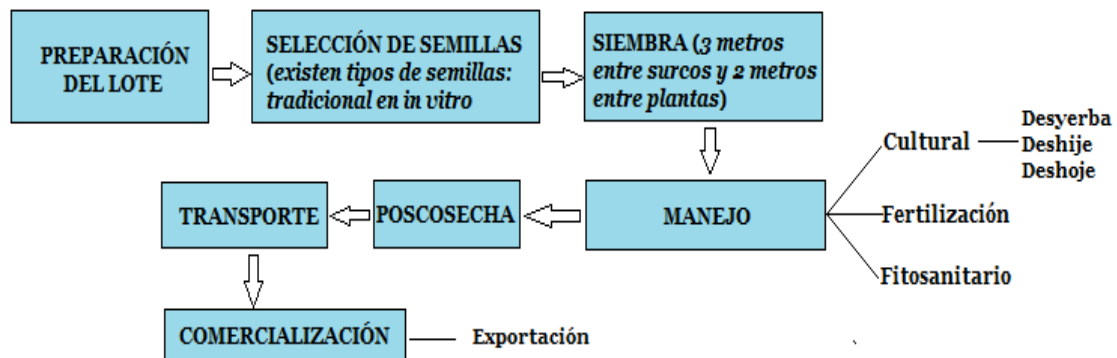 PREPARACIÓN
DEL LOTE
SELECCIÓN DE SEMILLAS
(existen tipos de semillas:
tradicional en in vitro
SIEMBRA (3 metros
entre surcos y 2 metros
entre plantas)
MANEJO
Cultural
Desyerba
Deshije
Deshoje
Fertilización
Fitosanitario
POSCOSECHA
TRANSPORTE
COMERCIALIZACIÓN
Exportación